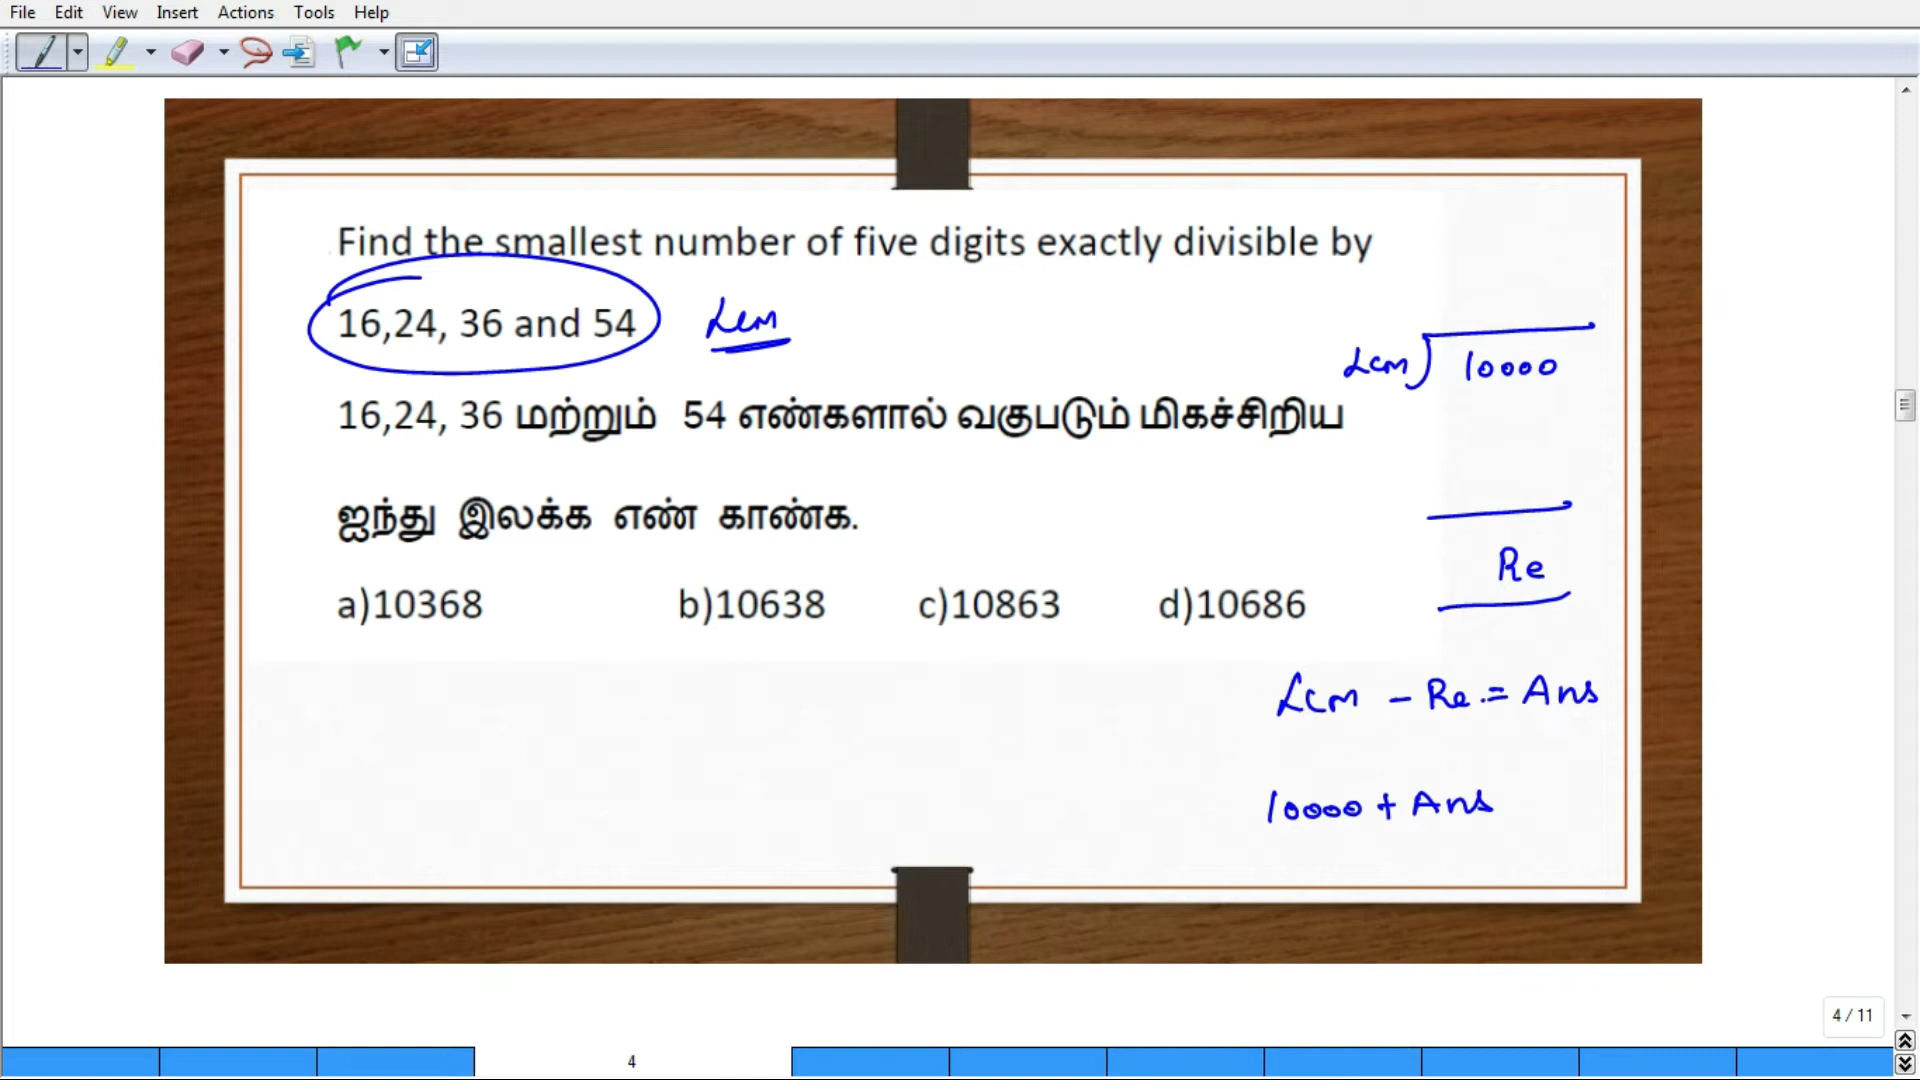 File Edit View Insert Actions Tools Help
Find the smallest number of five digits exactly divisible by
16,24, 36 and 54 Lcm
Lcm) 10000
16,24, 36 மற்றும் 54 எண்களால் வகுபடும் மிகச்சிறிய
ஐந்து இலக்க எண் காண்க.
Re
a)10368 b)10638 c)10863 d)10686
Lcm - Re = Ans
10000 + Ans
4 / 11
4